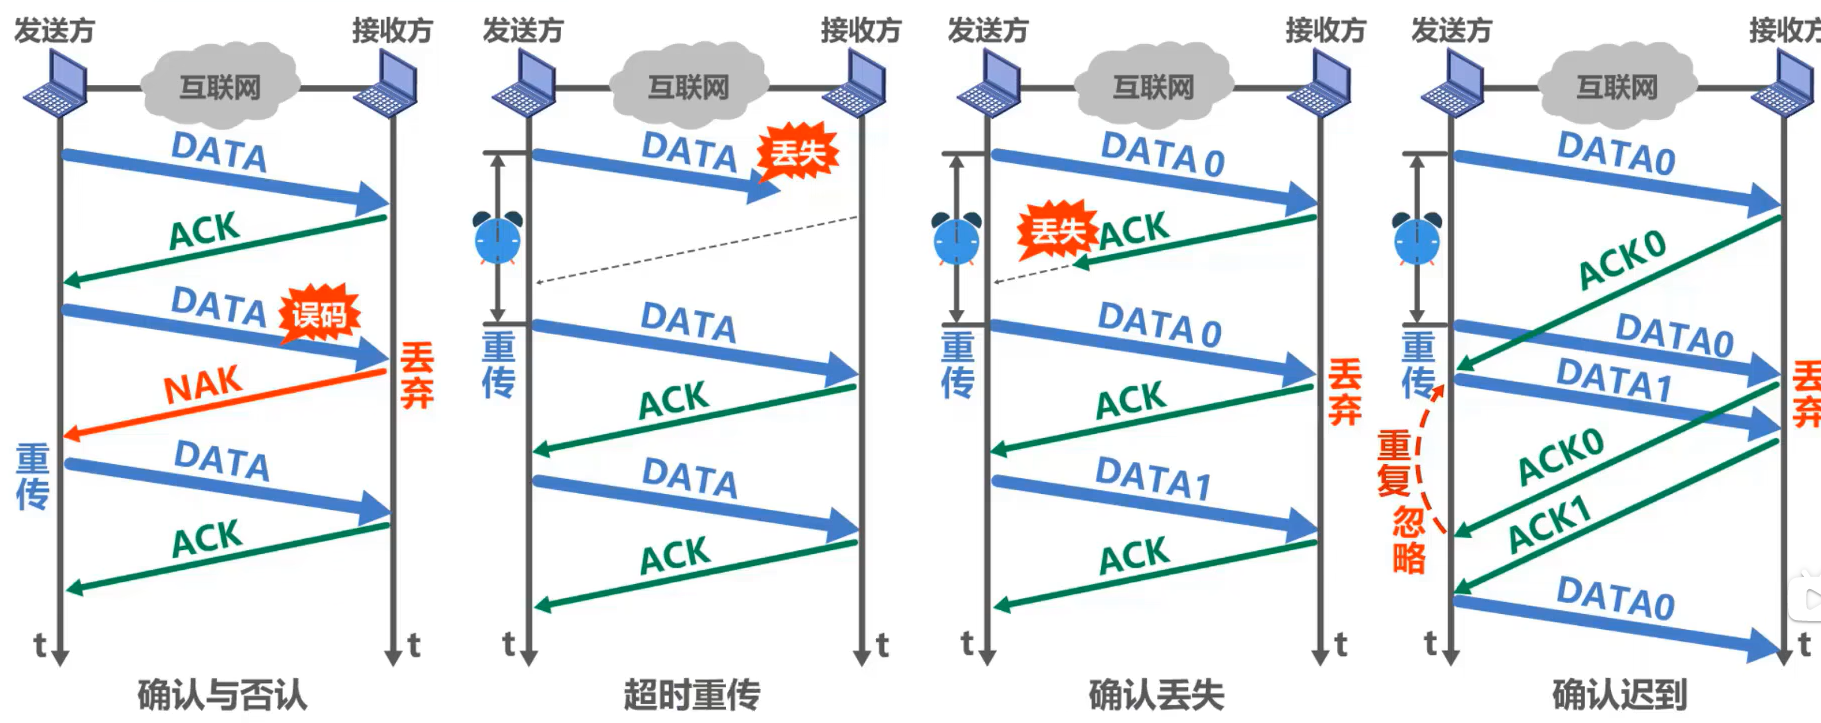 发送方
接收方
互联网
DATA
ACK
DATA
误码
丢弃
NAK
重传
DATA
ACK
t
t
确认与否认
发送方
接收方
互联网
DATA
丢失
重传
DATA
ACK
DATA
ACK
t
t
超时重传
发送方
接收方
互联网
DATA 0
丢失
ACK
重传
DATA 0
丢弃
ACK
DATA1
ACK
t
t
确认丢失
发送方
接收方
互联网
DATA0
ACK0
重传
DATA0
DATA1
丢弃
重复
忽略
ACK0
ACK1
DATA0
t
t
确认迟到